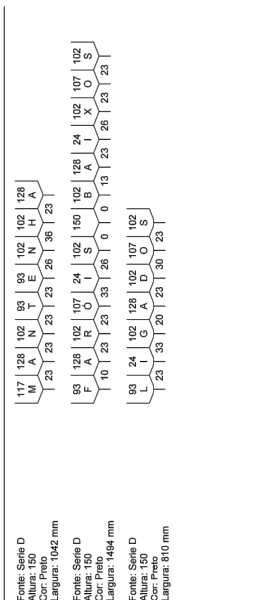 117 128 102 93 93 102 102 128
M A N T E N H A
23 23 23 23 26 36 23
Fonte: Serie D
Altura: 150
Cor: Preto
Largura: 1042 mm
93 128 102 107 24 102 150 102 128 24 102 107 102
F A R Ó I S B A I X O S
10 23 23 33 26 0 0 13 23 26 23 23
Fonte: Serie D
Altura: 150
Cor: Preto
Largura: 1494 mm
93 24 102 128 102 107 102
L I G A D O S
23 33 20 23 30 23
Fonte: Serie D
Altura: 150
Cor: Preto
Largura: 810 mm